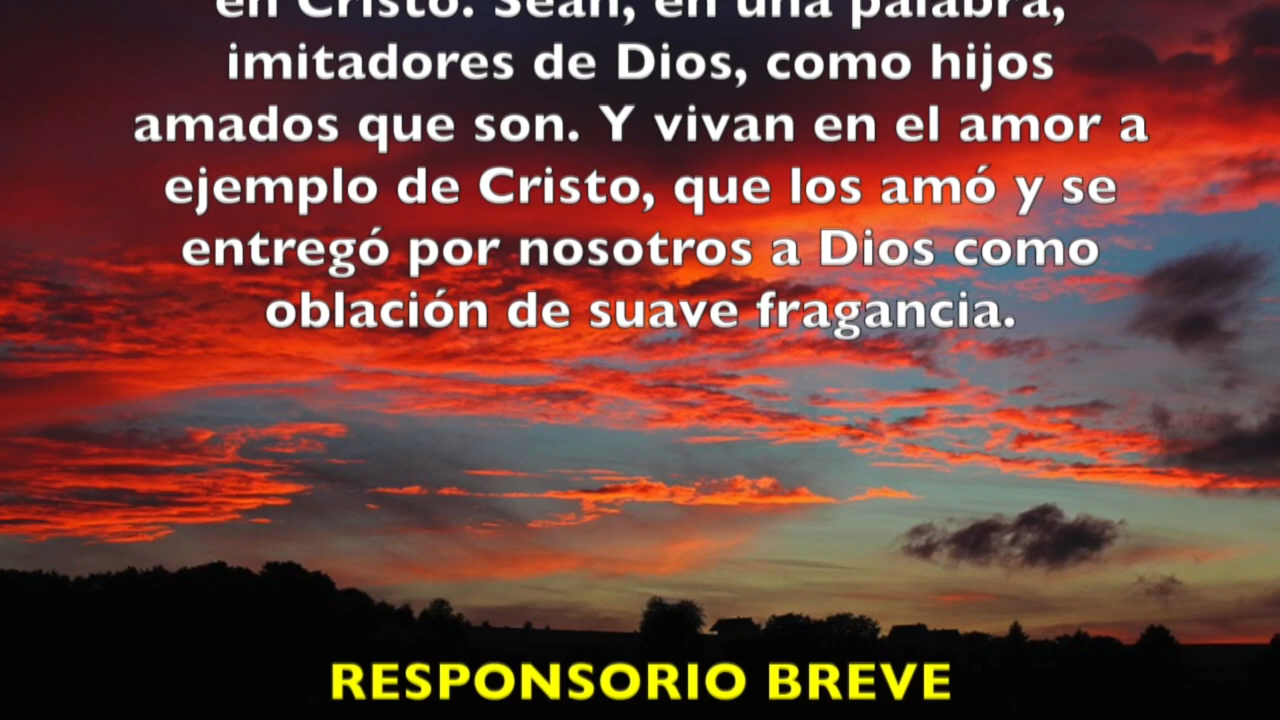 en Cristo. Sean, en una palabra,
imitadores de Dios, como hijos
amados que son. Y vivan en el amor a
ejemplo de Cristo, que los amó y se
entregó por nosotros a Dios como
oblación de suave fragancia.
RESPONSORIO BREVE